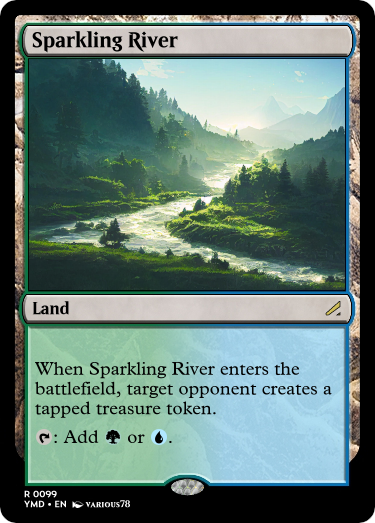 Sparkling River
Land
When Sparkling River enters the
battlefield, target opponent creates a
tapped treasure token.
: Add or .
R 0099
YMD • EN VARIOUS78